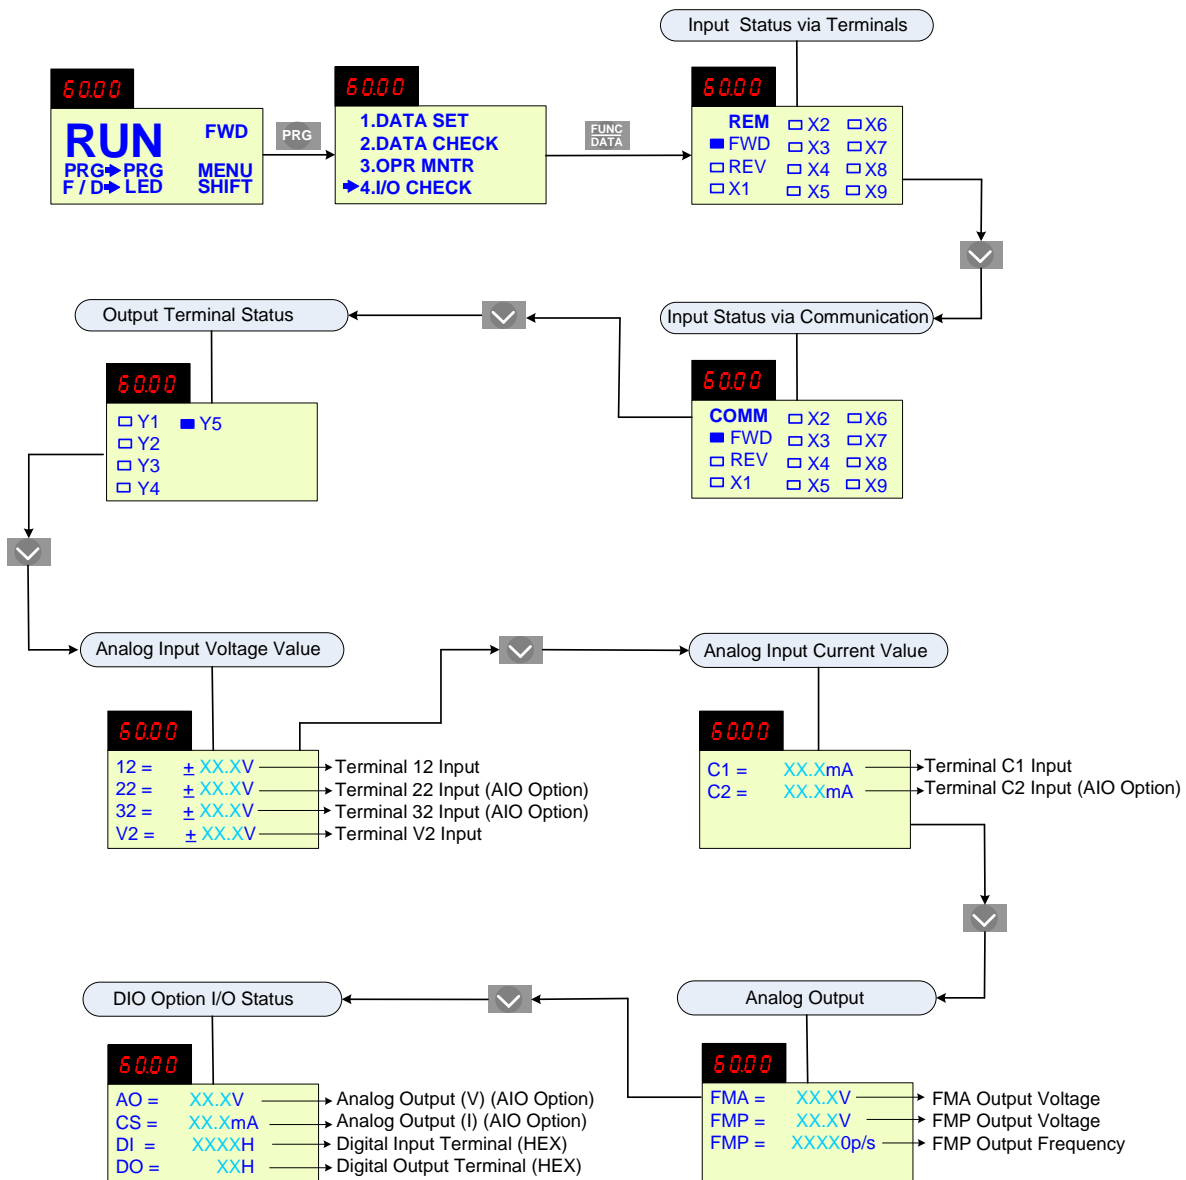 Input Status via Terminals
60.00
RUN FWD
PRG➔PRG MENU
F / D➔ LED SHIFT
PRG
60.00
1.DATA SET
2.DATA CHECK
3.OPR MNTR
➔4.I/O CHECK
FUNC
DATA
60.00
REM X2 X6
FWD X3 X7
REV X4 X8
X1 X5 X9
Output Terminal Status
Input Status via Communication
60.00
Y1 Y5
Y2
Y3
Y4
60.00
COMM X2 X6
FWD X3 X7
REV X4 X8
X1 X5 X9
Analog Input Voltage Value
Analog Input Current Value
60.00
12 = ± XX.XV Terminal 12 Input
22 = ± XX.XV Terminal 22 Input (AIO Option)
32 = ± XX.XV Terminal 32 Input (AIO Option)
V2 = ± XX.XV Terminal V2 Input
60.00
C1 = XX.XmA Terminal C1 Input
C2 = XX.XmA Terminal C2 Input (AIO Option)
DIO Option I/O Status
Analog Output
60.00
AO = XX.XV Analog Output (V) (AIO Option)
CS = XX.XmA Analog Output (I) (AIO Option)
DI = XXXXH Digital Input Terminal (HEX)
DO = XXH Digital Output Terminal (HEX)
60.00
FMA = XX.XV FMA Output Voltage
FMP = XX.XV FMP Output Voltage
FMP = XXXX0p/s FMP Output Frequency